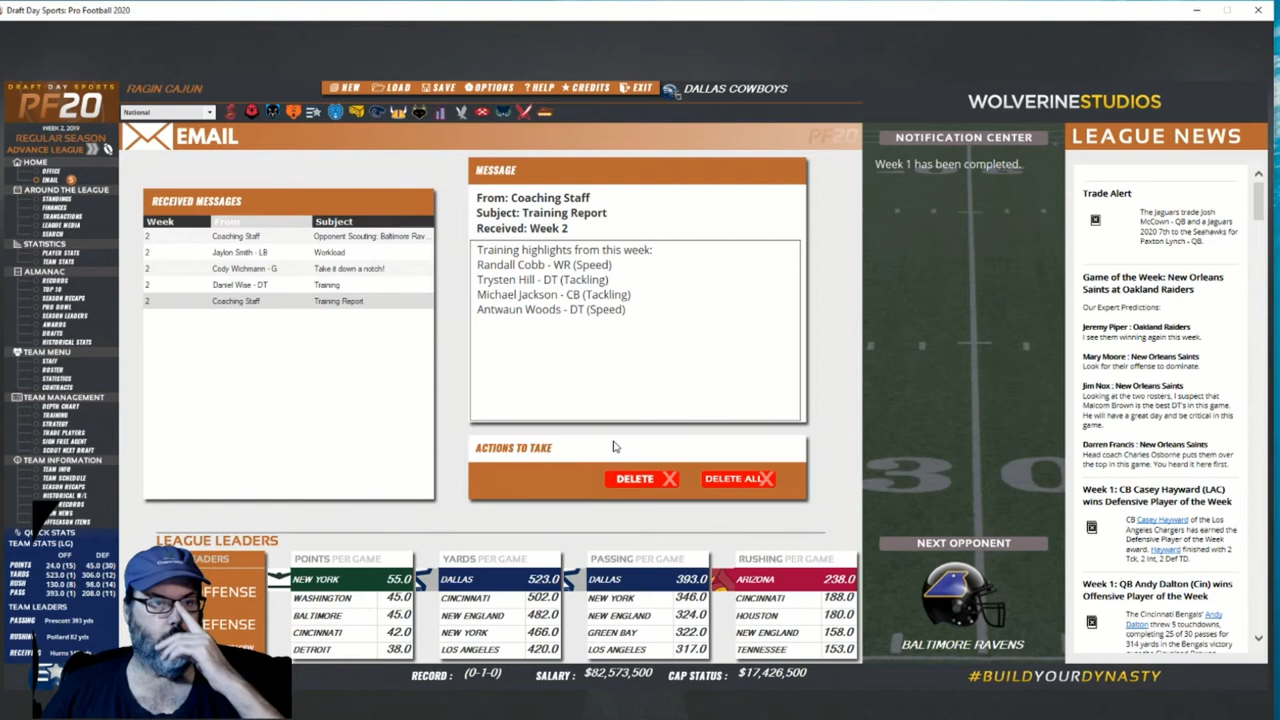 Draft Day Sports: Pro Football 2020
DRAFT DAY SPORTS
PF20
RAGIN CAJUN
NEW LOAD SAVE OPTIONS ? HELP CREDITS EXIT
DALLAS COWBOYS
National
WOLVERINESTUDIOS
WEEK 2, 2019
REGULAR SEASON
ADVANCE LEAGUE
HOME
OFFICE
EMAIL 5
AROUND THE LEAGUE
STANDINGS
FINANCES
TRANSACTIONS
LEAGUE MEDIA
SEARCH
STATISTICS
PLAYER STATS
TEAM STATS
ALMANAC
RECORDS
TOP 10
SEASON RECAPS
PRO BOWL
SEASON LEADERS
AWARDS
DRAFTS
HISTORICAL STATS
TEAM MENU
STAFF
ROSTER
STATISTICS
CONTRACTS
TEAM MANAGEMENT
DEPTH CHART
TRAINING
STRATEGY
TRADE PLAYERS
SIGN FREE AGENT
SCOUT NEXT DRAFT
TEAM INFORMATION
TEAM INFO
TEAM SCHEDULE
SEASON RECAPS
HISTORICAL W/L
RECORDS
OFFSEASON ITEMS
QUICK STATS
TEAM STATS (LG)
OFF DEF
POINTS 24.0 (15) 45.0 (30)
YARDS 523.0 (1) 306.0 (12)
RUSH 130.0 (8) 98.0 (14)
PASS 393.0 (1) 208.0 (11)
TEAM LEADERS
PASSING
Prescott 393 yds
RUSHING
Pollard 82 yds
EMAIL
PF20
RECEIVED MESSAGES
Week From Subject
2 Coaching Staff Opponent Scouting: Baltimore Rav...
2 Jaylon Smith - LB Workload
2 Cody Wichmann - G Take it down a notch!
2 Daniel Wise - DT Training
2 Coaching Staff Training Report
MESSAGE
From: Coaching Staff
Subject: Training Report
Received: Week 2
Training highlights from this week:
Randall Cobb - WR (Speed)
Trysten Hill - DT (Tackling)
Michael Jackson - CB (Tackling)
Antwaun Woods - DT (Speed)
ACTIONS TO TAKE
DELETE X DELETE ALL X
LEAGUE LEADERS
POINTS PER GAME
NEW YORK 55.0
WASHINGTON 45.0
BALTIMORE 45.0
CINCINNATI 42.0
DETROIT 38.0
YARDS PER GAME
DALLAS 523.0
CINCINNATI 502.0
NEW ENGLAND 482.0
NEW YORK 466.0
LOS ANGELES 420.0
PASSING PER GAME
DALLAS 393.0
NEW YORK 346.0
NEW ENGLAND 324.0
GREEN BAY 322.0
LOS ANGELES 317.0
RUSHING PER GAME
ARIZONA 238.0
CINCINNATI 188.0
HOUSTON 180.0
NEW ENGLAND 158.0
TENNESSEE 153.0
RECORD : (0-1-0) SALARY : $82,573,500 CAP STATUS : $17,426,500
NOTIFICATION CENTER
Week 1 has been completed.
30
NEXT OPPONENT
BALTIMORE RAVENS
LEAGUE NEWS
Trade Alert
The Jaguars trade Josh
McCown - QB and a Jaguars
2020 7th to the Seahawks for
Paxton Lynch - QB.
Game of the Week: New Orleans
Saints at Oakland Raiders
Our Expert Predictions:
Jeremy Piper : Oakland Raiders
I see them winning again this week.
Mary Moore : New Orleans Saints
Look for their offense to dominate.
Jim Nox : New Orleans Saints
Looking at the two rosters, I suspect that
Malcom Brown is the best DT's in this game.
He will have a great day and be critical in this
game.
Darren Francis : New Orleans Saints
Head coach Charles Osborne puts them over
the top in this game. You heard it here first.
Week 1: CB Casey Hayward (LAC)
wins Defensive Player of the Week
CB Casey Hayward of the
Los Angeles Chargers has
earned the Defensive
Player of the Week
award. Hayward finished with 2
Tck, 2 Int, 2 Def TD.
Week 1: QB Andy Dalton (Cin) wins
Offensive Player of the Week
The Cincinnati Bengals' Andy
Dalton threw 5 touchdowns,
completing 25 of 30 passes for
314 yards in the Bengals victory
#BUILDYOURDYNASTY